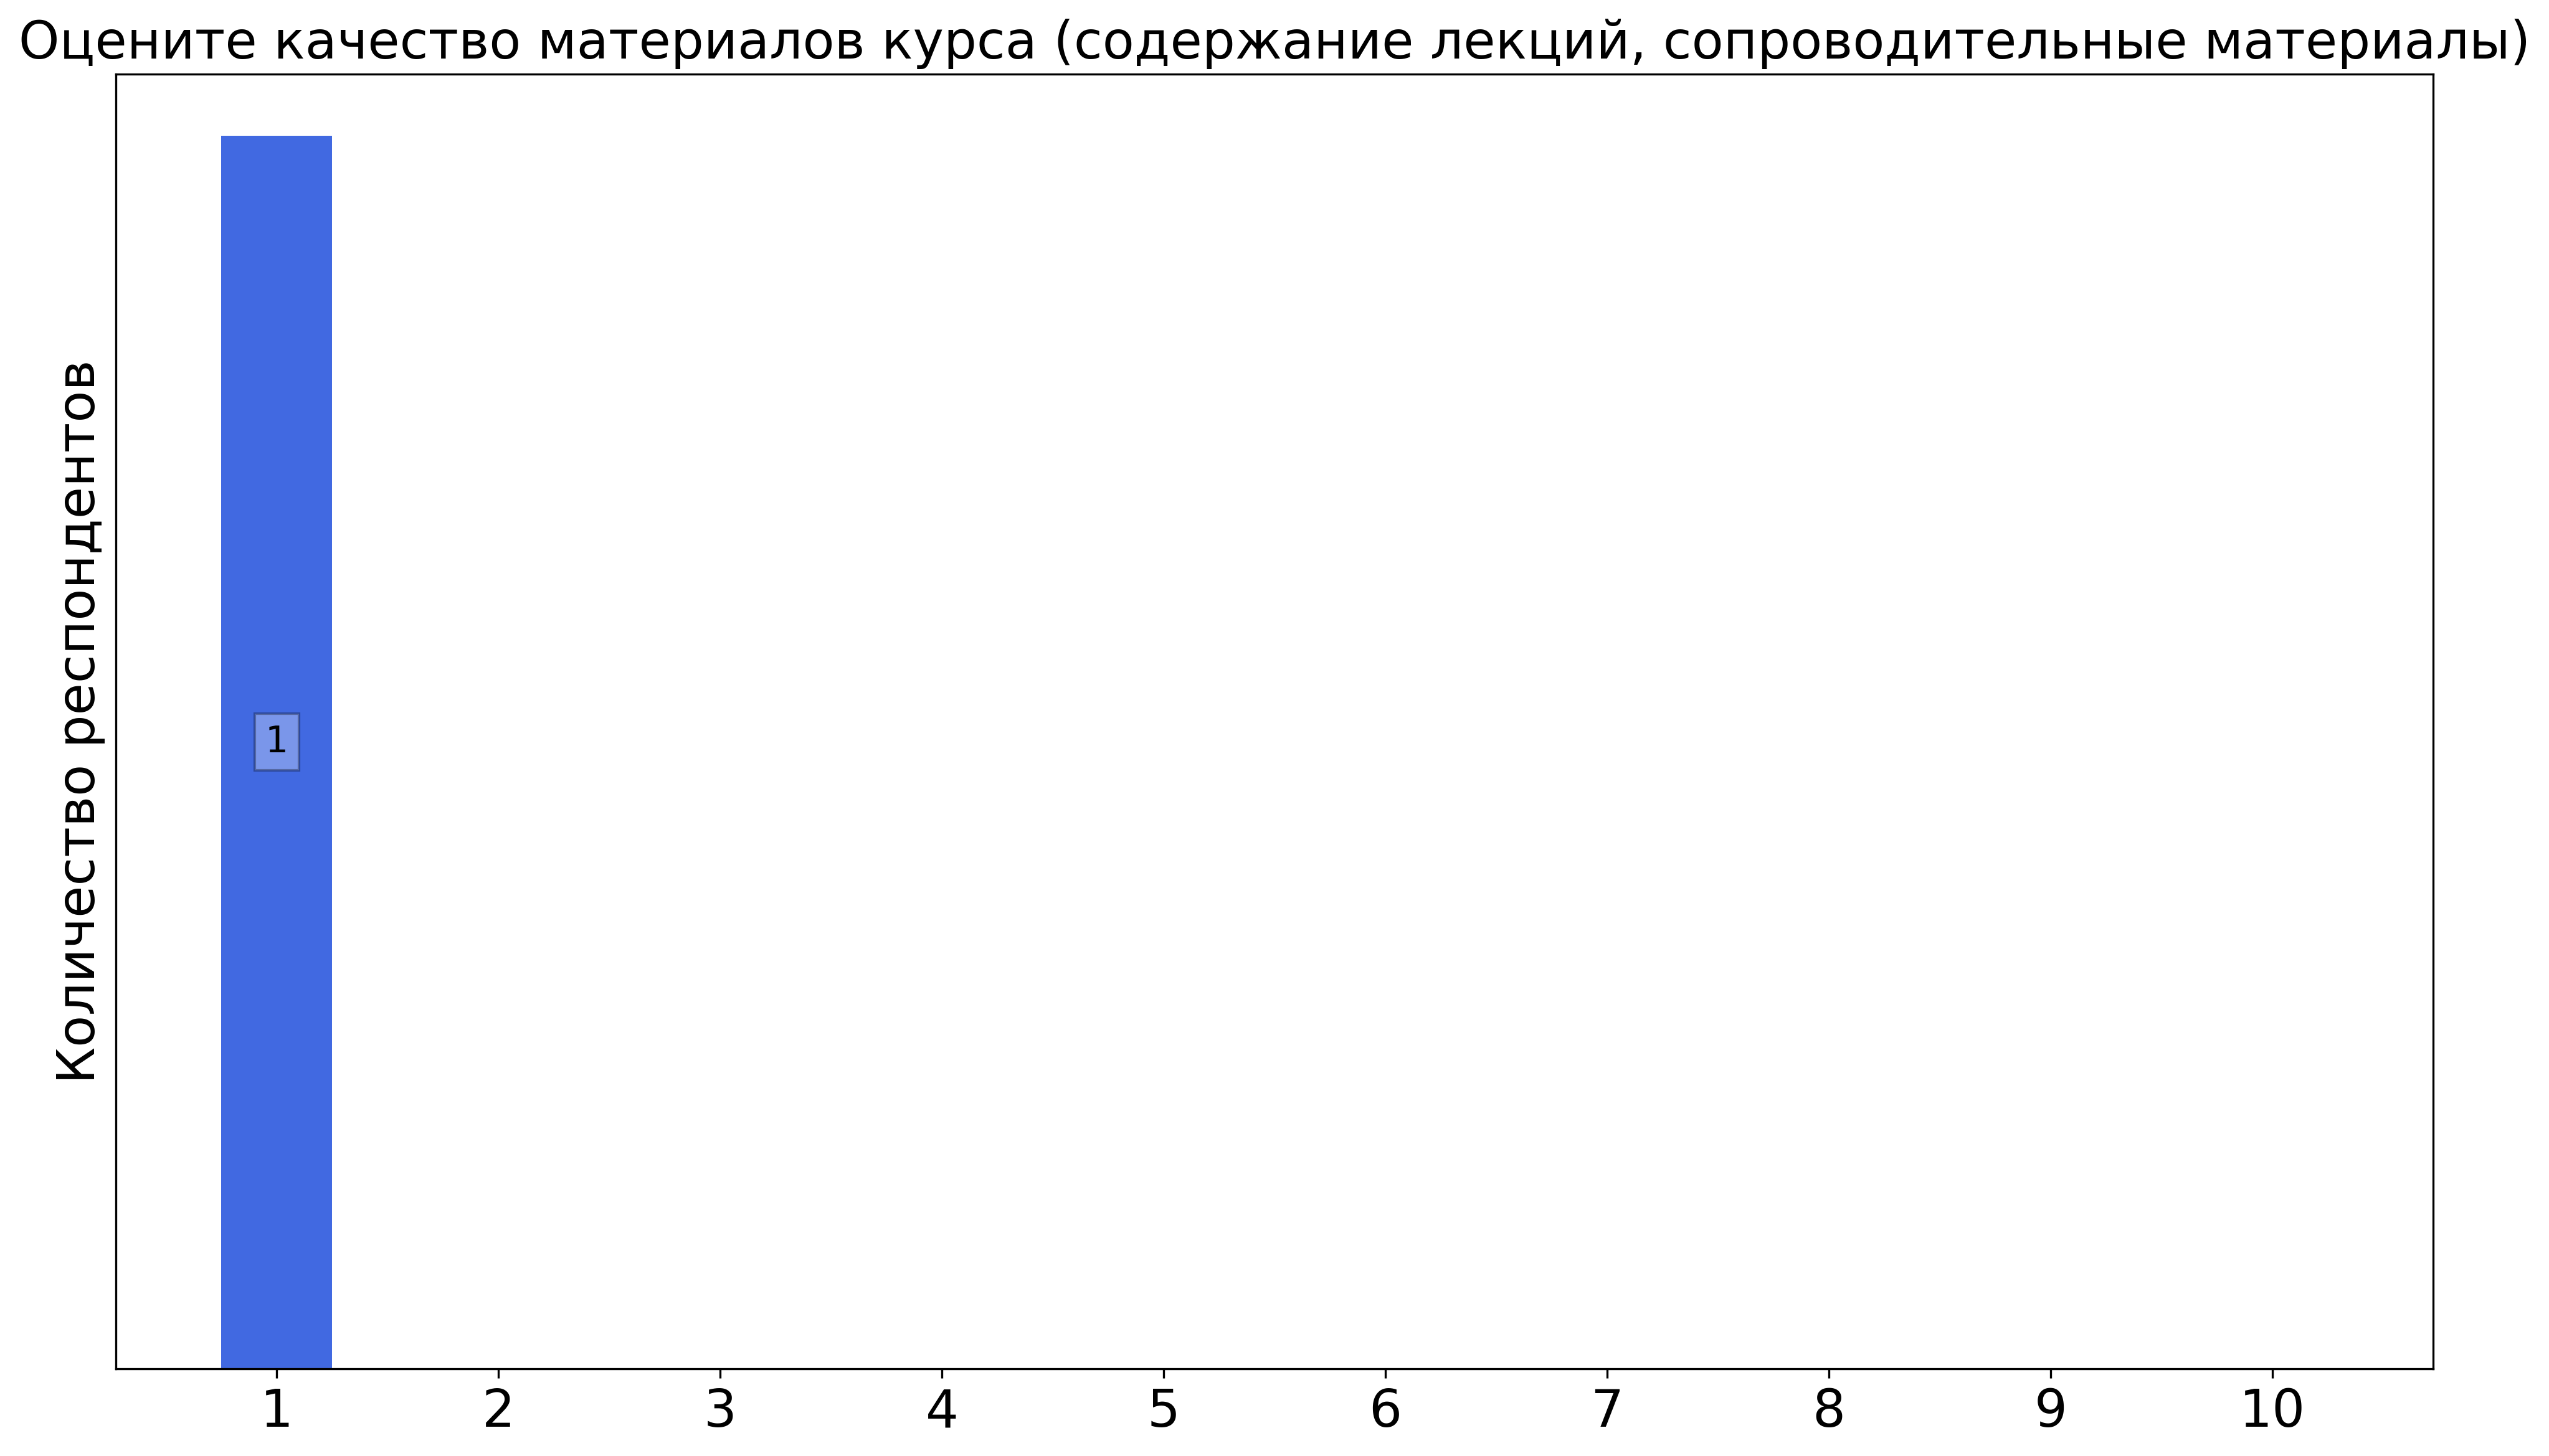 Оцените качество материалов курса (содержание лекций, сопроводительные материалы)
Количество респондентов
1
1 2 3 4 5 6 7 8 9 10